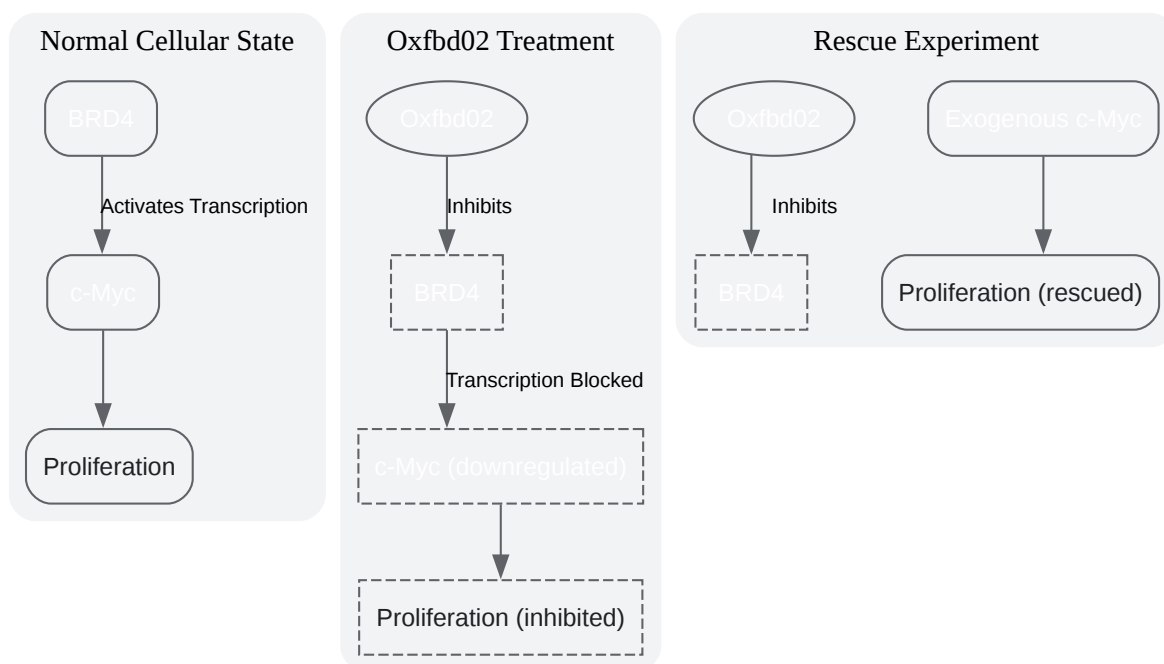 Normal Cellular State
BRD4
Activates Transcription
c-Myc
Proliferation
Oxfbd02 Treatment
Oxfbd02
Inhibits
BRD4
Transcription Blocked
c-Myc (downregulated)
Proliferation (inhibited)
Rescue Experiment
Oxfbd02
Exogenous c-Myc
Inhibits
BRD4
Proliferation (rescued)